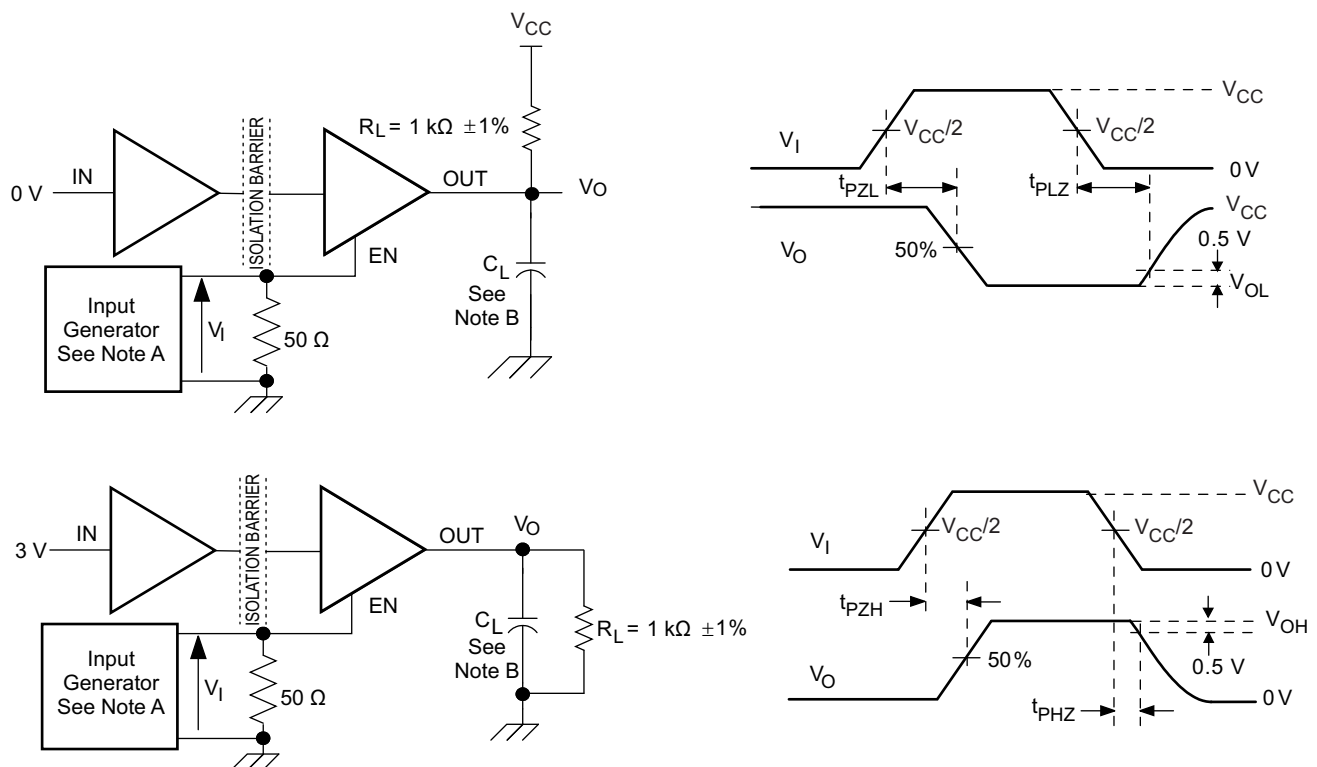 VCC
RL = 1 kΩ ±1%
0 V
IN
ISOLATION BARRIER
OUT
VO
EN
CL
See
Note B
Input
Generator
See Note A
VI
50 Ω
VCC
VI
VCC/2
VCC/2
0 V
tPZL
tPLZ
VCC
VO
50%
0.5 V
VOL
3 V
IN
ISOLATION BARRIER
OUT
VO
EN
CL
See
Note B
RL = 1 kΩ ±1%
Input
Generator
See Note A
VI
50 Ω
VCC
VI
VCC/2
VCC/2
0 V
tPZH
VOH
0.5 V
VO
50%
tPHZ
0 V